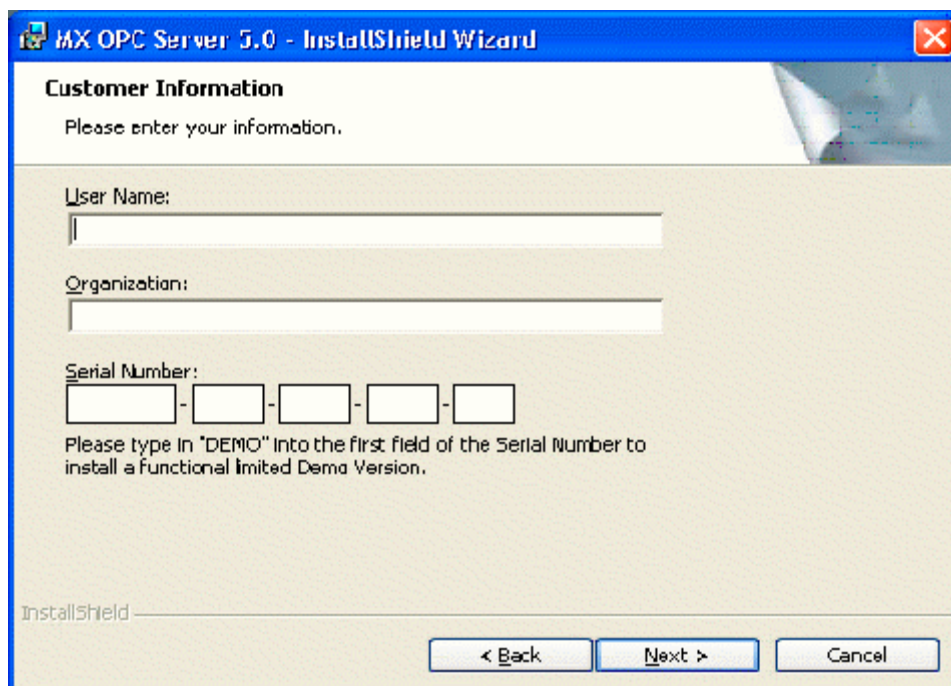 MX OPC Server 5.0 - InstallShield Wizard
Customer Information
Please enter your information.
User Name:
Organization:
Serial Number:
- - - -
Please type in "DEMO" into the first field of the Serial Number to
install a functional limited Demo Version.
InstallShield
< Back
Next >
Cancel